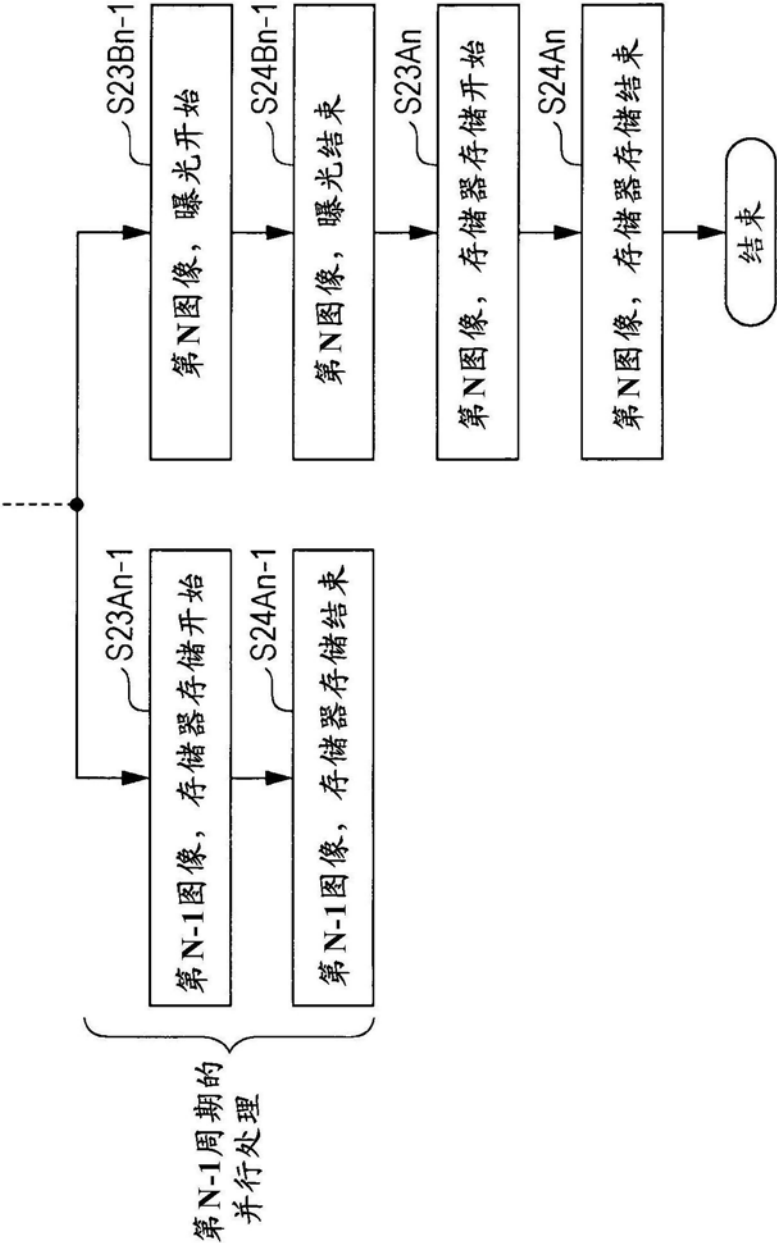 第N-1周期的
并行处理
S23An-1
第N-1图像，存储器存储开始
S24An-1
第N-1图像，存储器存储结束
S23Bn-1
第N图像，曝光开始
S24Bn-1
第N图像，曝光结束
S23An
第N图像，存储器存储开始
S24An
第N图像，存储器存储结束
结束